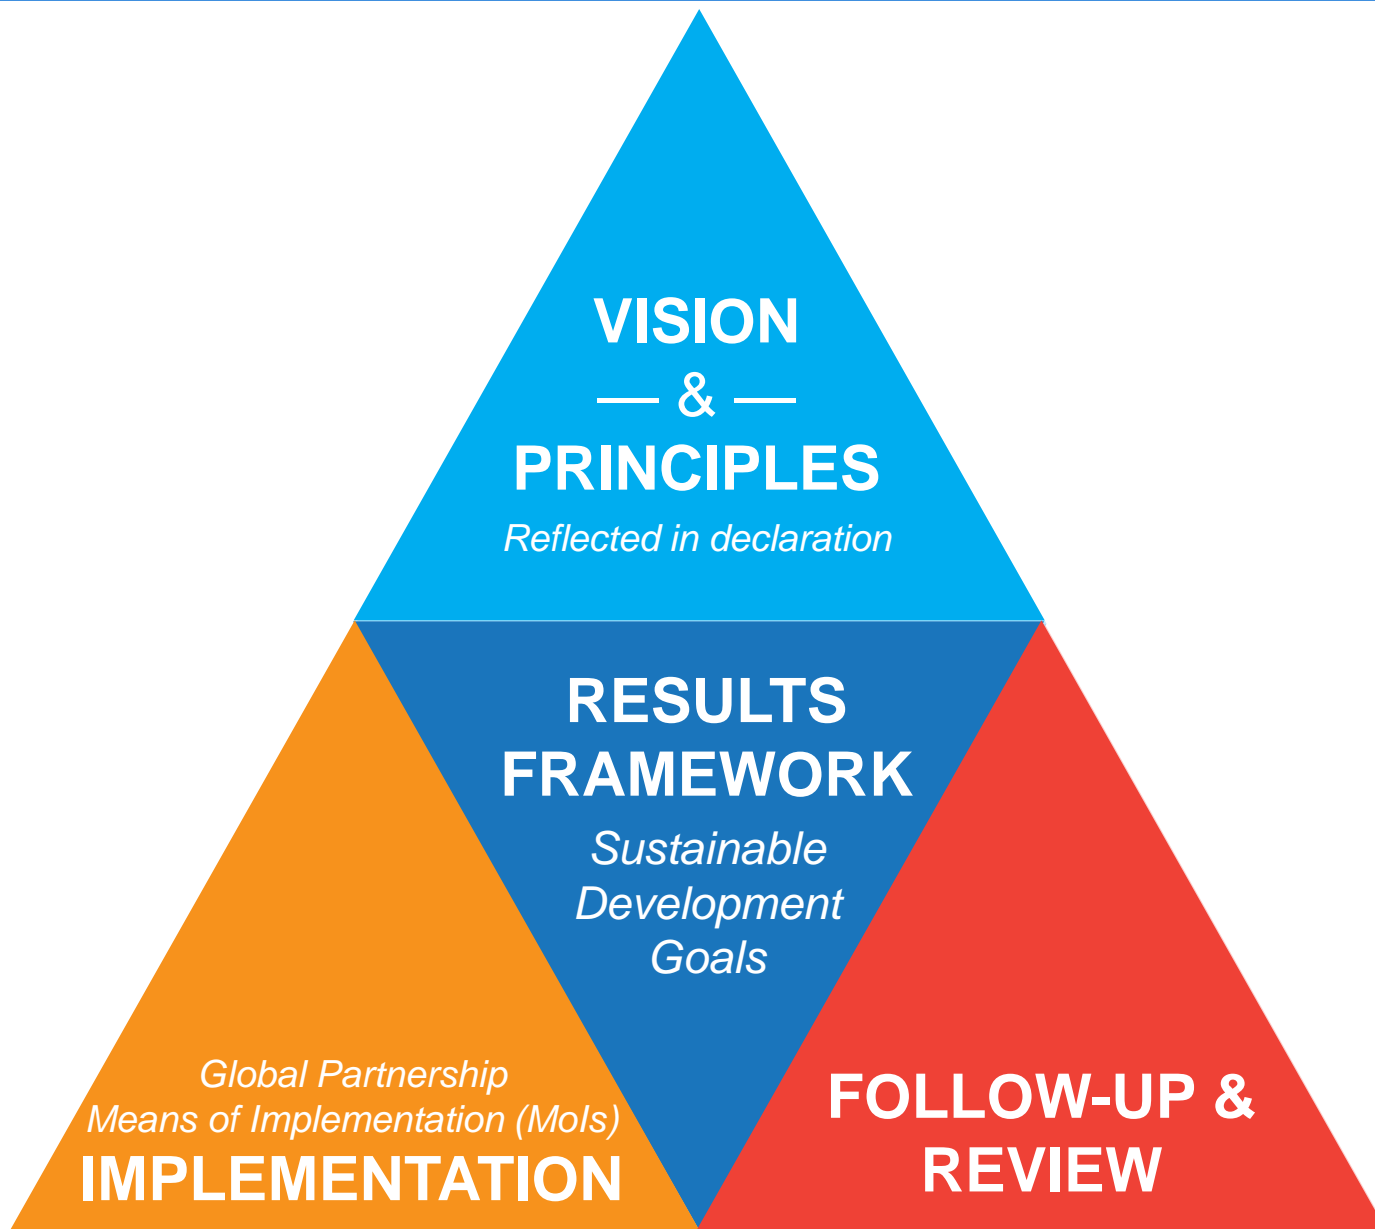 VISION
&
PRINCIPLES
Reflected in declaration
RESULTS
FRAMEWORK
Sustainable
Development
Goals
Global Partnership
Means of Implementation (MoIs)
IMPLEMENTATION
FOLLOW-UP &
REVIEW